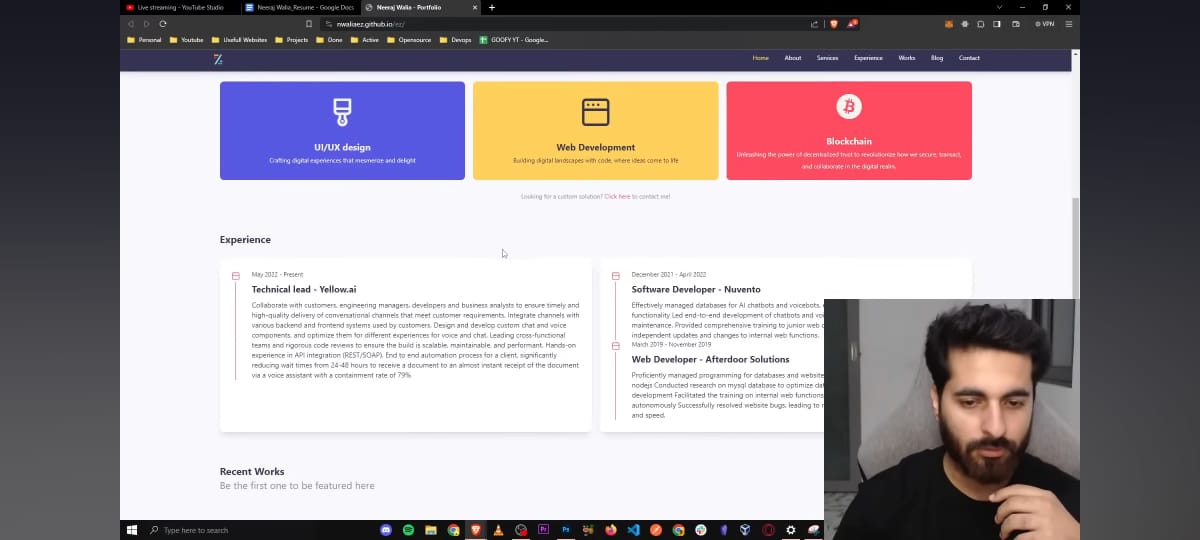 Live streaming - YouTube Studio
Neeraj Walia_Resume - Google Docs
Neeraj Walia - Portfolio
nwaliaez.github.io/ez/
VPN
Personal
Youtube
Usefull Websites
Projects
Done
Active
Opensource
Devops
GOOFY YT - Google...
Home
About
Services
Experience
Works
Blog
Contact
UI/UX design
Crafting digital experiences that mesmerize and delight
Web Development
Building digital landscapes with code, where ideas come to life
Blockchain
Unleashing the power of decentralized trust to revolutionize how we secure, transact,
and collaborate in the digital realm.
Looking for a custom solution? Click here to contact me!
Experience
May 2022 - Present
Technical lead - Yellow.ai
Collaborate with customers, engineering managers, developers and business analysts to ensure timely and
high-quality delivery of conversational channels that meet customer requirements. Integrate channels with
various backend and frontend systems used by customers. Design and develop custom chat and voice
components, and optimize them for different experiences for voice and chat. Leading cross-functional
teams and rigorous code reviews to ensure the build is scalable, maintainable, and performant. Hands-on
experience in API integration (REST/SOAP). End to end automation process for a client, significantly
reducing wait times from 24-48 hours to receive a document to an almost instant receipt of the document
via a voice assistant with a containment rate of 79%
December 2021 - April 2022
Software Developer - Nuvento
Effectively managed databases for AI chatbots and voicebots,
functionality Led end-to-end development of chatbots and
maintenance. Provided comprehensive training to junior web
independent updates and changes to internal web functions.
March 2019 - November 2019
Web Developer - Afterdoor Solutions
Proficiently managed programming for databases and website
nodejs Conducted research on mysql database to optimize
development Facilitated the training on internal web functions
autonomously Successfully resolved website bugs, leading to
and speed.
Recent Works
Be the first one to be featured here
Type here to search